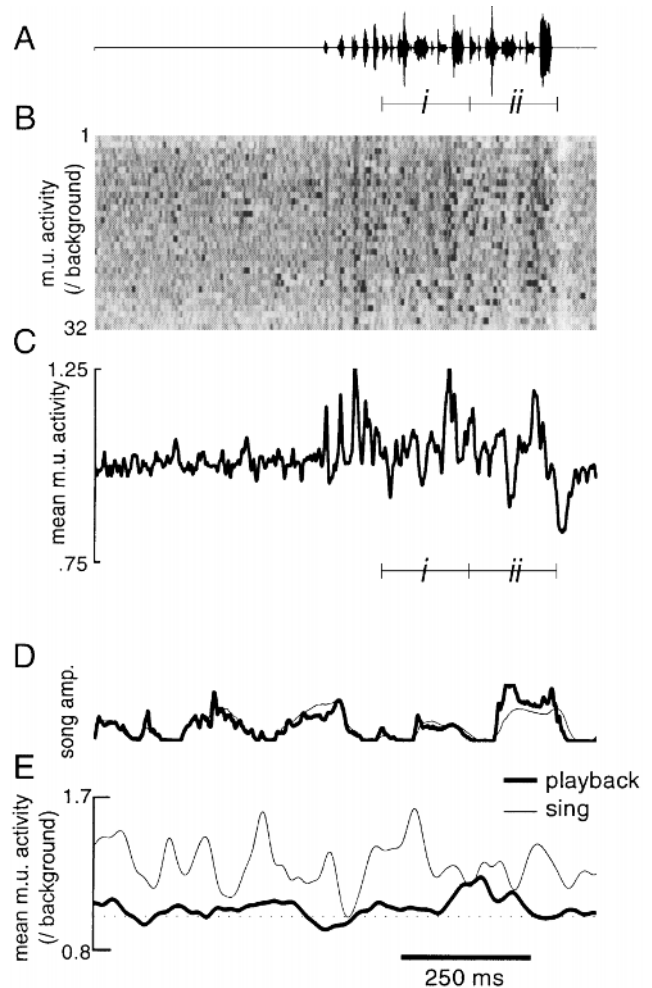 A
i ii
B
1
m.u. activity
(/ background)
32
C
1.25
mean m.u. activity
.75
i ii
D
song amp.
E
playback
sing
1.7
mean m.u. activity
(/ background)
0.8
250 ms